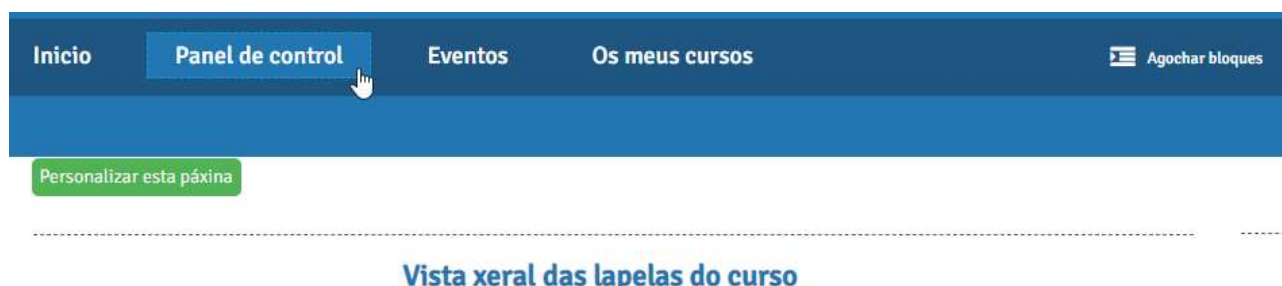 Inicio Panel de control Eventos Os meus cursos Agochar bloques
Personalizar esta páxina
Vista xeral das lapelas do curso